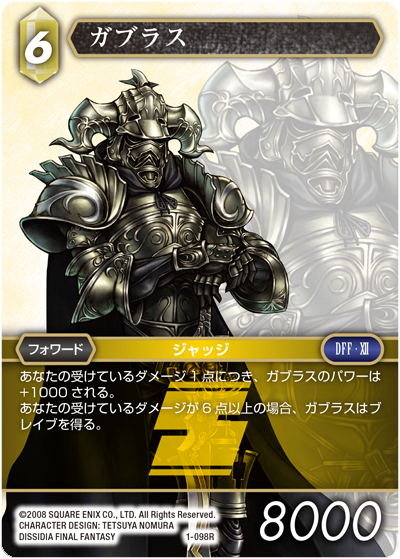 6
ガブラス
フォワード
ジャッジ
DFF・XII
あなたの受けているダメージ1点につき、ガブラスのパワーは
+1000される。
あなたの受けているダメージが6点以上の場合、ガブラスはブ
レイブを得る。
©2008 SQUARE ENIX CO., LTD. All Rights Reserved.
CHARACTER DESIGN: TETSUYA NOMURA
DISSIDIA FINAL FANTASY
1-098R
8000